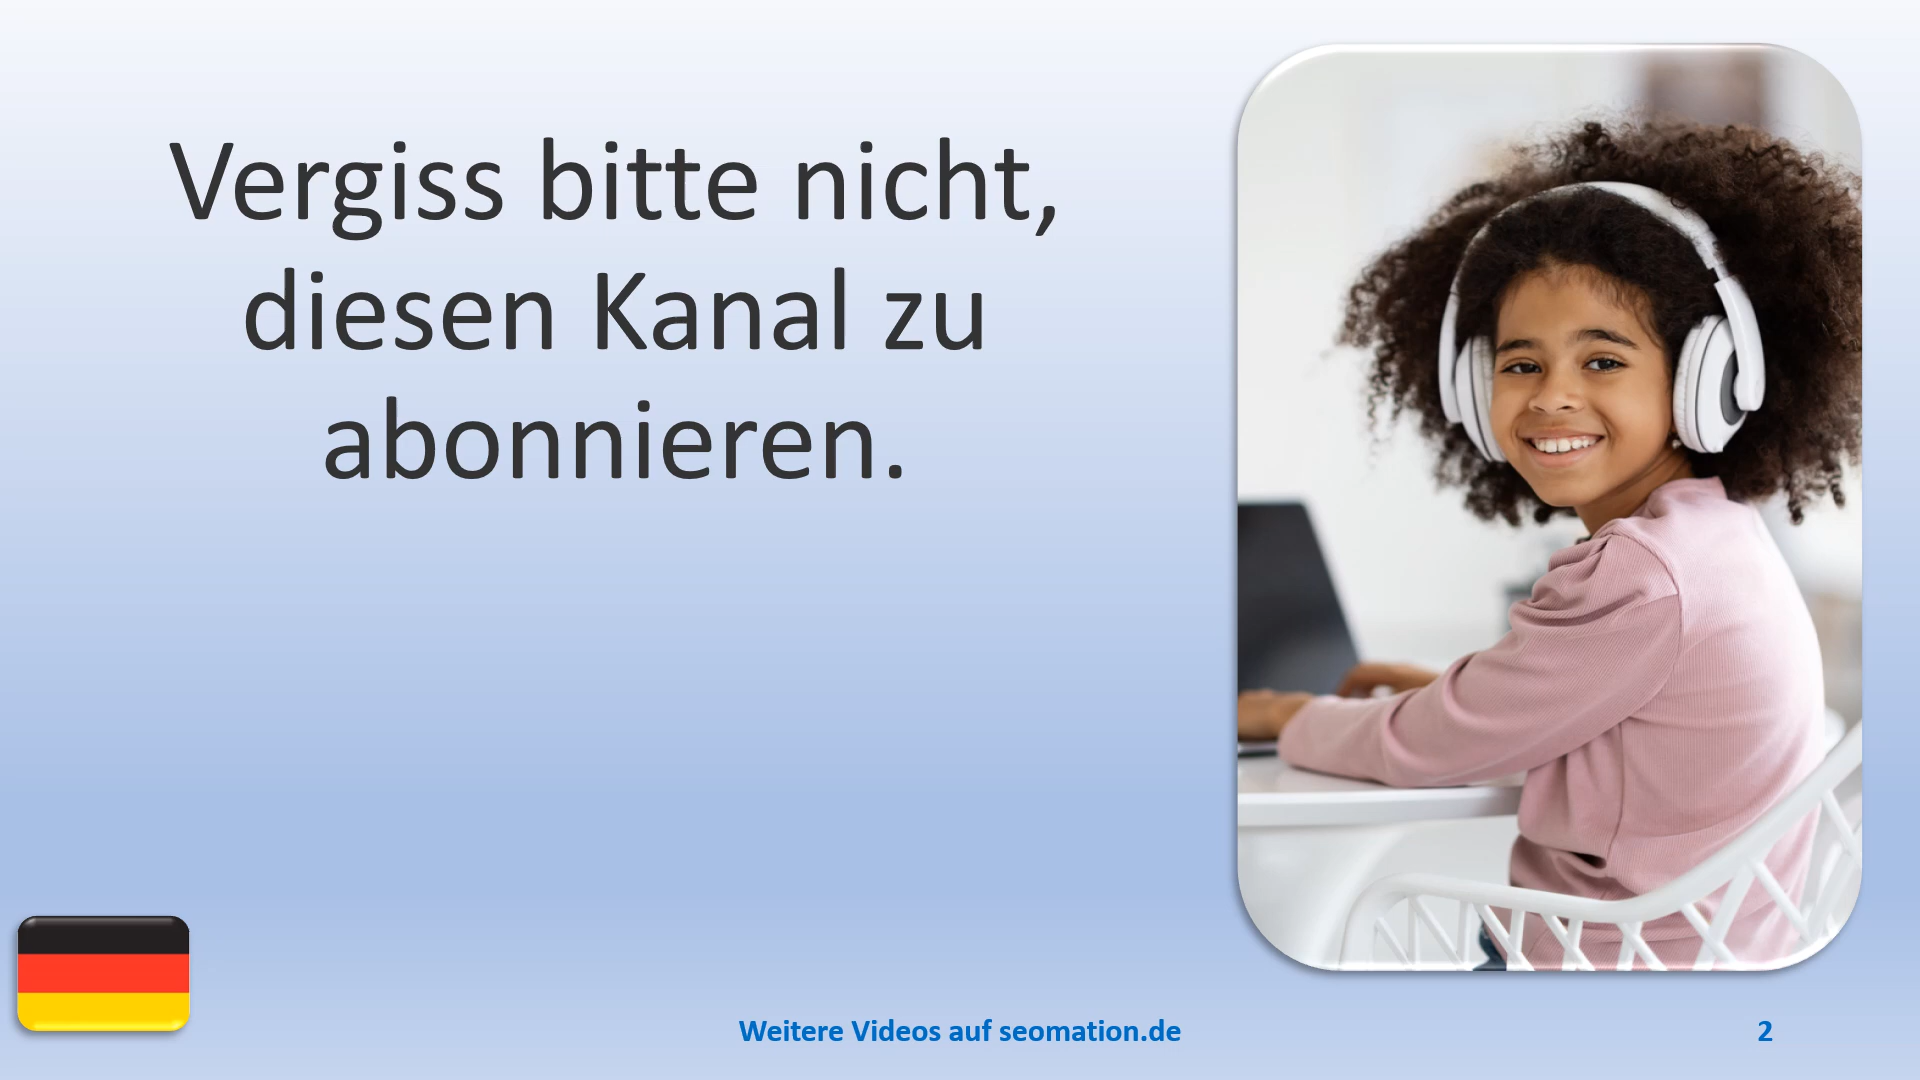 Vergiss bitte nicht,
diesen Kanal zu
abonnieren.
Weitere Videos auf seomation.de
2